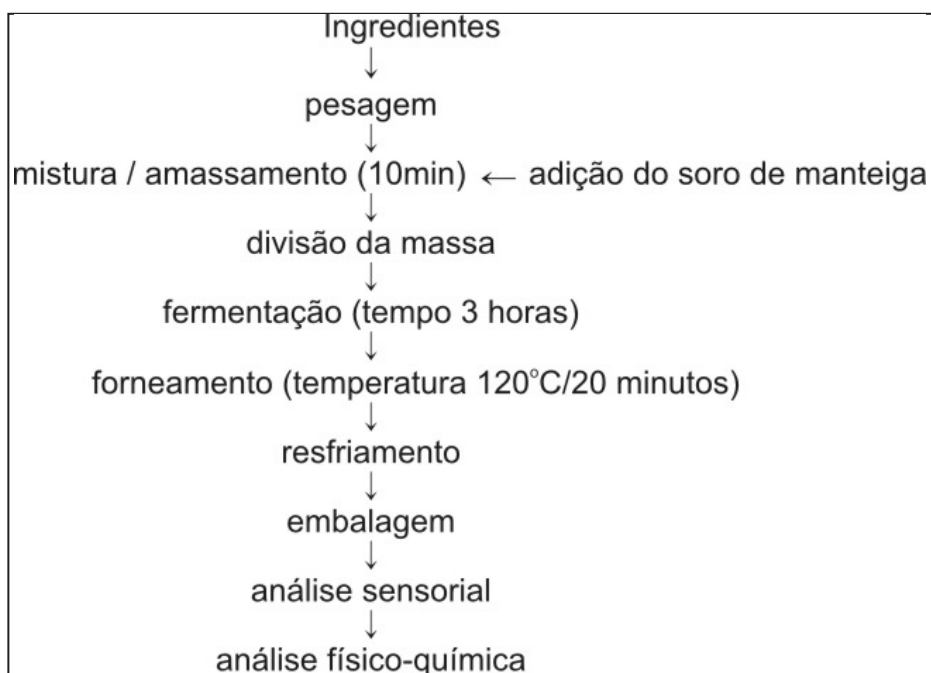 Ingredientes
↓
pesagem
↓
mistura / amassamento (10min) ← adição do soro de manteiga
↓
divisão da massa
↓
fermentação (tempo 3 horas)
↓
forneamento (temperatura 120°C/20 minutos)
↓
resfriamento
↓
embalagem
↓
análise sensorial
↓
análise físico-química